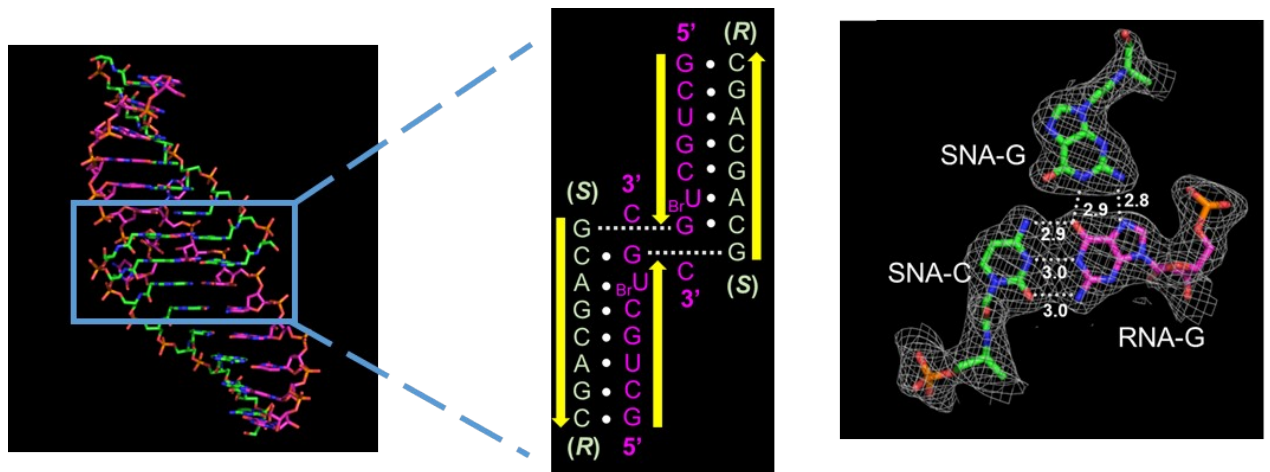 5’ (R)
G • C
C • G
U • A
G • C
C • G
(S) 3’ BrU • A
C
G G • C
C • G C G
A • BrU 3’ (S)
G • C
C • G
A • U
G • C
C • G
(R) 5’
SNA-G
2.9 2.8
2.9
SNA-C
3.0
3.0
RNA-G